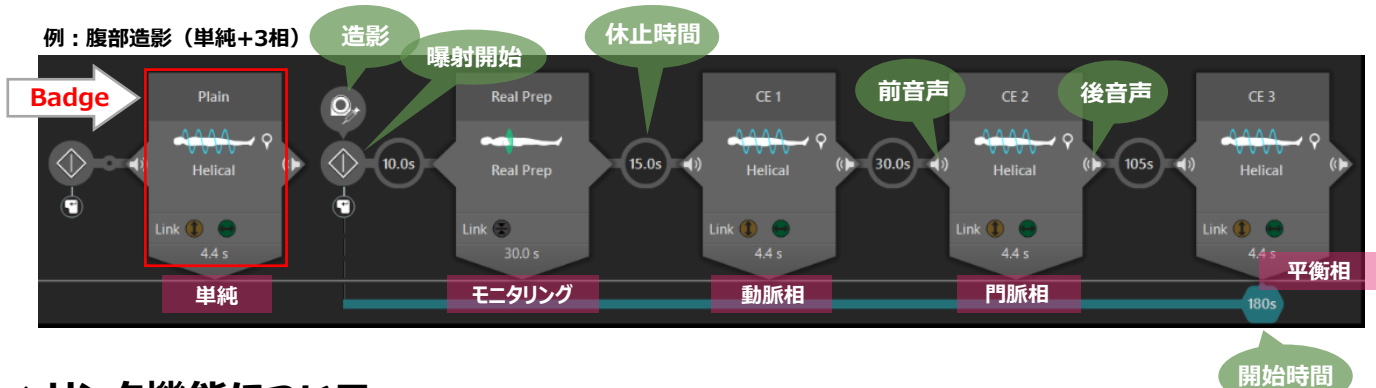 例：腹部造影（単純+3相）
造影
曝射開始
休止時間
前音声
後音声
Badge
Plain
Real Prep
CE 1
CE 2
CE 3
Helical
10.0s
Real Prep
15.0s
Helical
30.0s
Helical
105s
Helical
Link
Link
Link
Link
Link
4.4 s
30.0 s
4.4 s
4.4 s
4.4 s
単純
モニタリング
動脈相
門脈相
平衡相
180s
開始時間